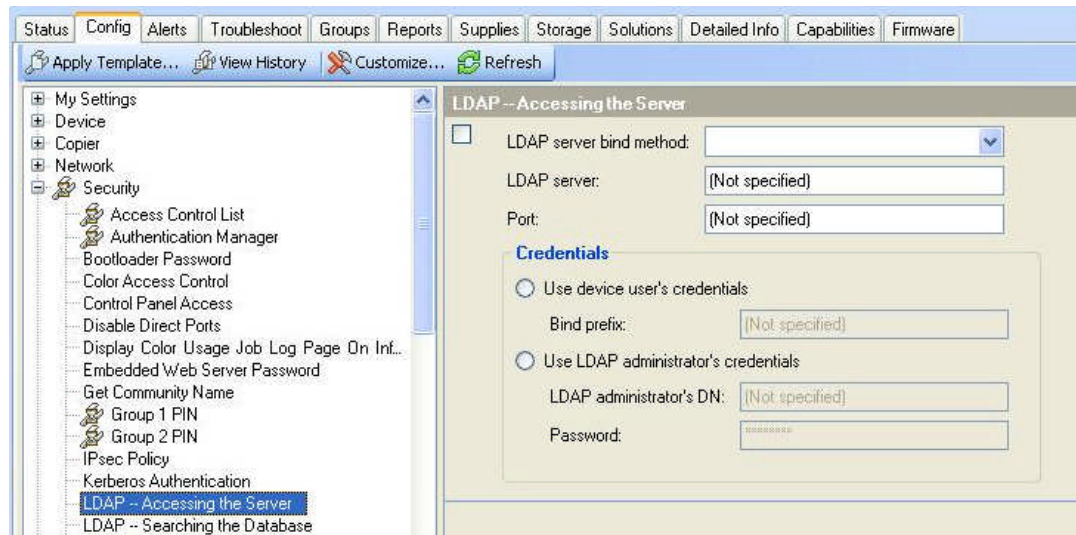 Status Config Alerts Troubleshoot Groups Reports Supplies Storage Solutions Detailed Info Capabilities Firmware
Apply Template... View History Customize... Refresh
My Settings
Device
Copier
Network
Security
Access Control List
Authentication Manager
Bootloader Password
Color Access Control
Control Panel Access
Disable Direct Ports
Display Color Usage Job Log Page On Inf...
Embedded Web Server Password
Get Community Name
Group 1 PIN
Group 2 PIN
IPsec Policy
Kerberos Authentication
LDAP -- Accessing the Server
LDAP -- Searching the Database
LDAP -- Accessing the Server
LDAP server bind method:
LDAP server: (Not specified)
Port: (Not specified)
Credentials
Use device user's credentials
Bind prefix: (Not specified)
Use LDAP administrator's credentials
LDAP administrator's DN: (Not specified)
Password: ********